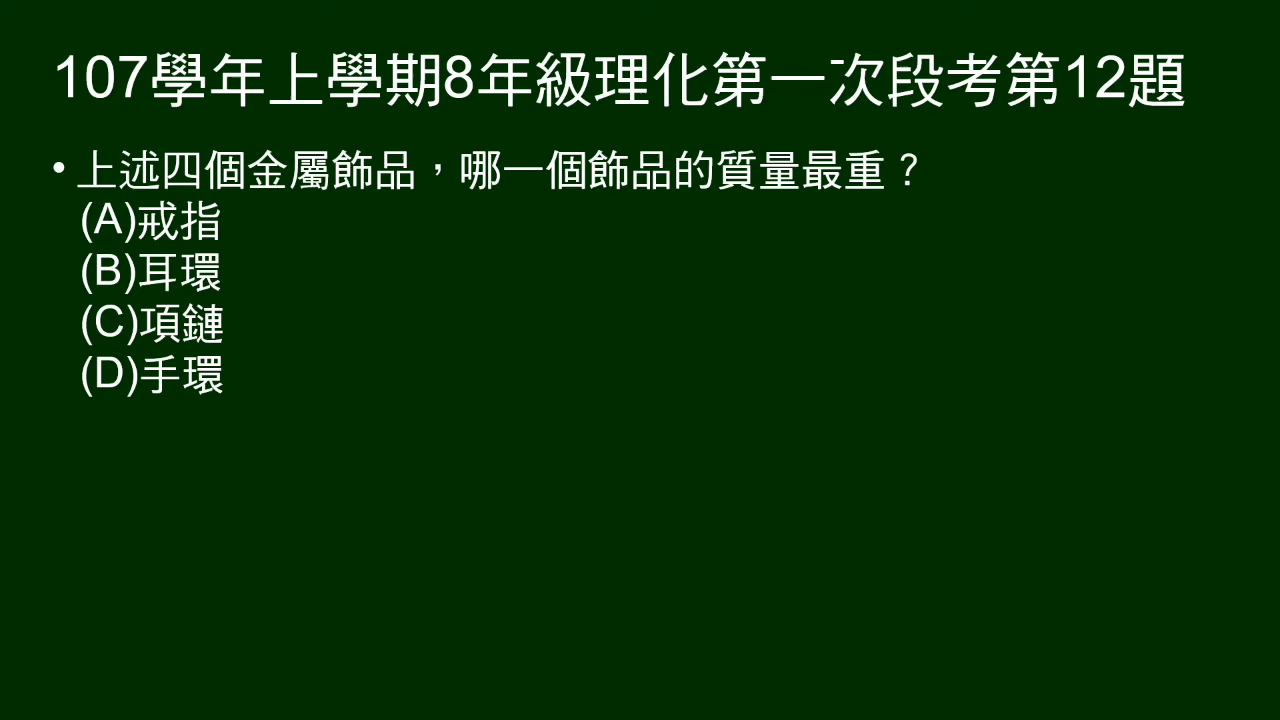 107學年上學期8年級理化第一次段考第12題
•上述四個金屬飾品，哪一個飾品的質量最重？
(A)戒指
(B)耳環
(C)項鏈
(D)手環